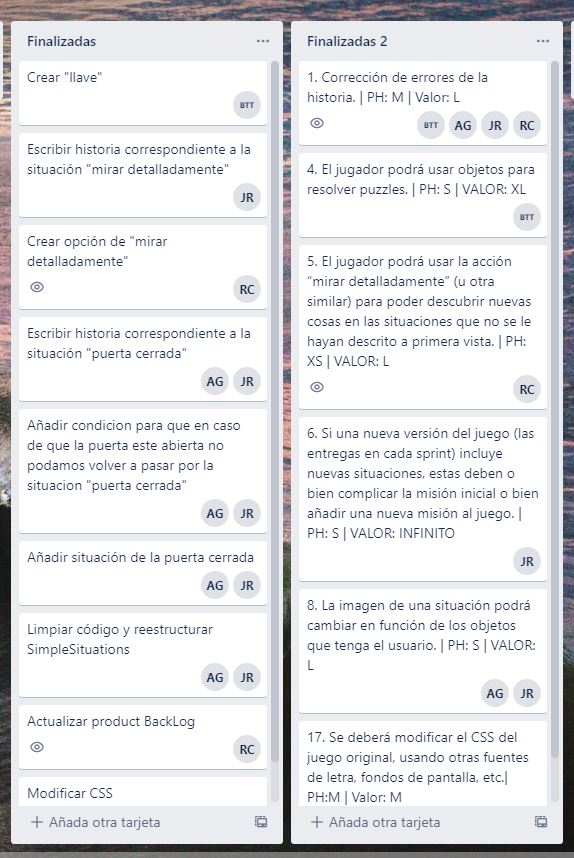 Finalizadas
Crear "llave"
BTT
Escribir historia correspondiente a la
situación "mirar detalladamente"
JR
Crear opción de "mirar
detalladamente"
RC
Escribir historia correspondiente a la
situación "puerta cerrada"
AG JR
Añadir condicion para que en caso
de que la puerta este abierta no
podamos volver a pasar por la
situacion "puerta cerrada"
AG JR
Añadir situación de la puerta cerrada
AG JR
Limpiar código y reestructurar
SimpleSituations
AG JR
Actualizar product BackLog
RC
Modificar CSS
+ Añada otra tarjeta
Finalizadas 2
1. Corrección de errores de la
historia. | PH: M | Valor: L
BTT AG JR RC
4. El jugador podrá usar objetos para
resolver puzzles. | PH: S | VALOR: XL
BTT
5. El jugador podrá usar la acción
“mirar detalladamente” (u otra
similar) para poder descubrir nuevas
cosas en las situaciones que no se le
hayan descrito a primera vista. | PH:
XS | VALOR: L
RC
6. Si una nueva versión del juego (las
entregas en cada sprint) incluye
nuevas situaciones, estas deben o
bien complicar la misión inicial o bien
añadir una nueva misión al juego. |
PH: S | VALOR: INFINITO
JR
8. La imagen de una situación podrá
cambiar en función de los objetos
que tenga el usuario. | PH: S | VALOR:
L
AG JR
17. Se deberá modificar el CSS del
juego original, usando otras fuentes
de letra, fondos de pantalla, etc.|
PH:M | Valor: M
+ Añada otra tarjeta